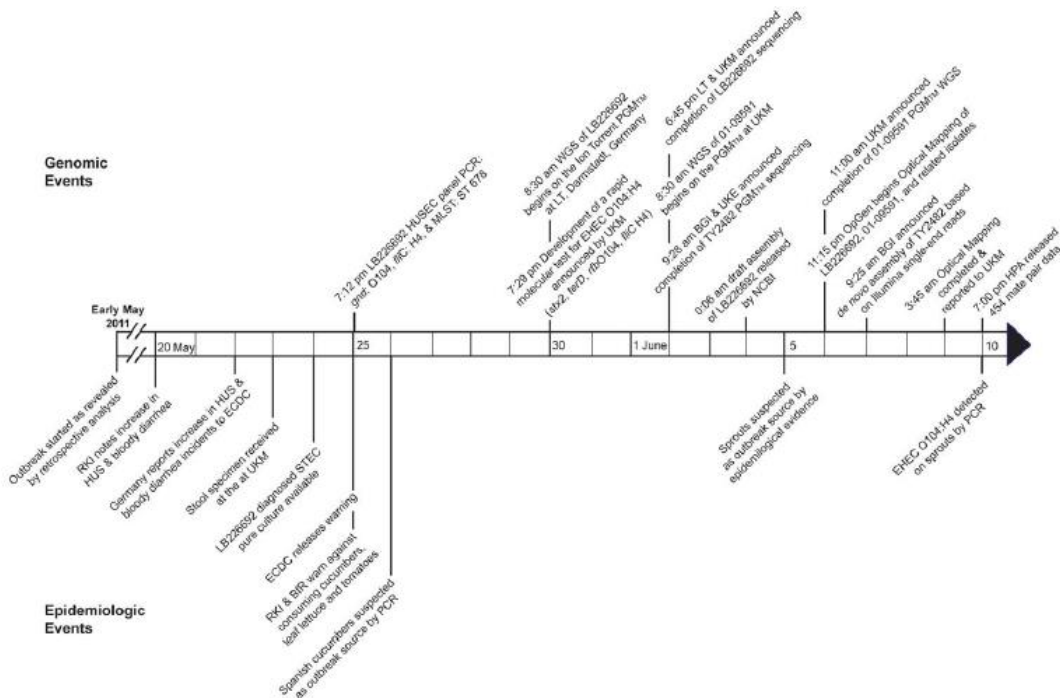 Genomic
Events
7:12 pm LB226692 HUSEC panel PCR:
gnd, O104, fliC: H4, & MLST: ST 678
8:30 am WGS of LB226692
begins on the Ion Torrent PGM™
at LT, Darmstadt, Germany
7:29 pm Development of a rapid
molecular test for EHEC O104:H4
announced by UKM
(stx2, terD, rfbO104, fliC H4)
6:45 pm LT & UKM announced
completion of LB226692 sequencing
8:30 am WGS of 01-09591
begins on the PGM™ at UKM
9:28 am BGI & UKE announced
completion of TY2482 PGM™ sequencing
0:06 am draft assembly
of LB226692 released
by NCBI
11:00 am UKM announced
completion of 01-09591 PGM™ WGS
11:15 pm OpGen begins Optical Mapping of
LB226692, 01-09591, and related isolates
9:25 am BGI announced
de novo assembly of TY2482 based
on Illumina single-end reads
3:45 am Optical Mapping
completed &
reported to UKM
7:00 pm HPA released
454 mate pair data
Early May
2011
20 May
25
30
1 June
5
10
Outbreak started as revealed
by retrospective analysis
RKI notes increase in
HUS & bloody diarrhea
Germany reports increase in HUS &
bloody diarrhea incidents to ECDC
Stool specimen received
at the at UKM
LB226692 diagnosed STEC
pure culture available
ECDC releases warning
RKI & BfR warn against
consuming cucumbers,
leaf lettuce and tomatoes
Spanish cucumbers suspected
as outbreak source by PCR
Sprouts suspected
as outbreak source by
epidemilogical evidence
EHEC O104:H4 detected
on sprouts by PCR
Epidemiologic
Events